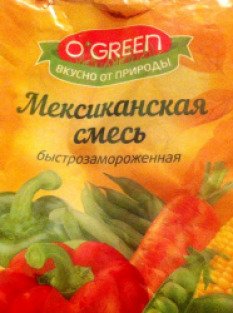 O'GREEN
ВКУСНО ОТ ПРИРОДЫ
Мексиканская
смесь
быстрозамороженная